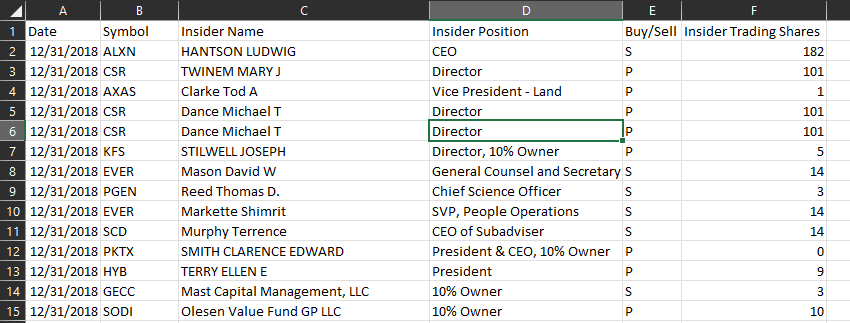 A B C D E F
1 Date Symbol Insider Name Insider Position Buy/Sell Insider Trading Shares
2 12/31/2018 ALXN HANTSON LUDWIG CEO S 182
3 12/31/2018 CSR TWINEM MARY J Director P 101
4 12/31/2018 AXAS Clarke Tod A Vice President - Land P 1
5 12/31/2018 CSR Dance Michael T Director P 101
6 12/31/2018 CSR Dance Michael T Director P 101
7 12/31/2018 KFS STILWELL JOSEPH Director, 10% Owner P 5
8 12/31/2018 EVER Mason David W General Counsel and Secretary S 14
9 12/31/2018 PGEN Reed Thomas D. Chief Science Officer S 3
10 12/31/2018 EVER Markette Shimrit SVP, People Operations S 14
11 12/31/2018 SCD Murphy Terrence CEO of Subadviser S 14
12 12/31/2018 PKTX SMITH CLARENCE EDWARD President & CEO, 10% Owner P 0
13 12/31/2018 HYB TERRY ELLEN E President P 9
14 12/31/2018 GECC Mast Capital Management, LLC 10% Owner S 3
15 12/31/2018 SODI Olesen Value Fund GP LLC 10% Owner P 10